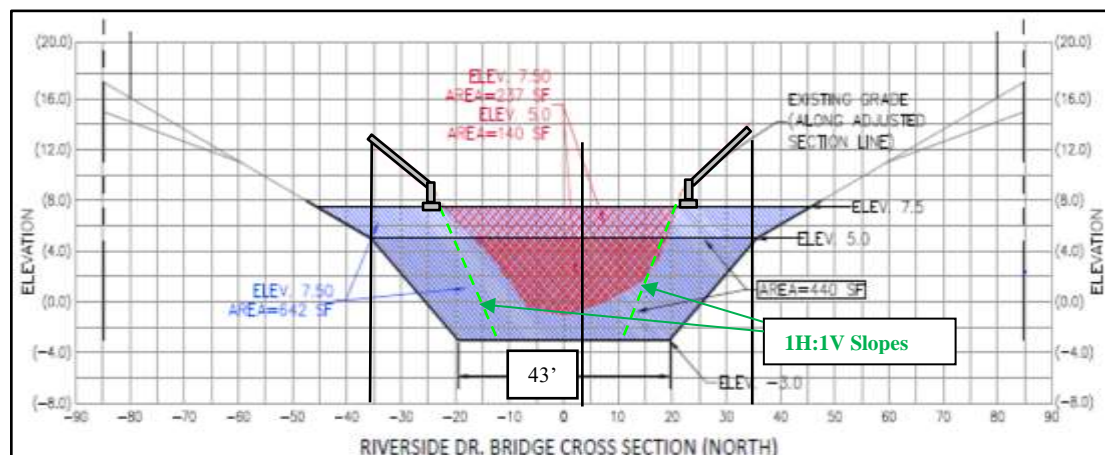 (20.0)
(16.0)
(12.0)
(8.0)
(4.0)
(0.0)
(-4.0)
(-8.0)
ELEVATION
ELEV. 7.50
AREA=237 SF
ELEV 5.0
AREA=140 SF
EXISTING GRADE
(ALONG ADJUSTED
SECTION LINE)
ELEV. 7.5
ELEV. 5.0
ELEV. 7.50
AREA=642 SF
AREA=440 SF
1H:1V Slopes
43’
ELEV. -3.0
(20.0)
(16.0)
(12.0)
(8.0)
(4.0)
(0.0)
(-4.0)
(-8.0)
ELEVATION
-90 -80 -70 -60 -50 -40 -30 -20 -10 0 10 20 30 40 50 60 70 80 90
RIVERSIDE DR. BRIDGE CROSS SECTION (NORTH)